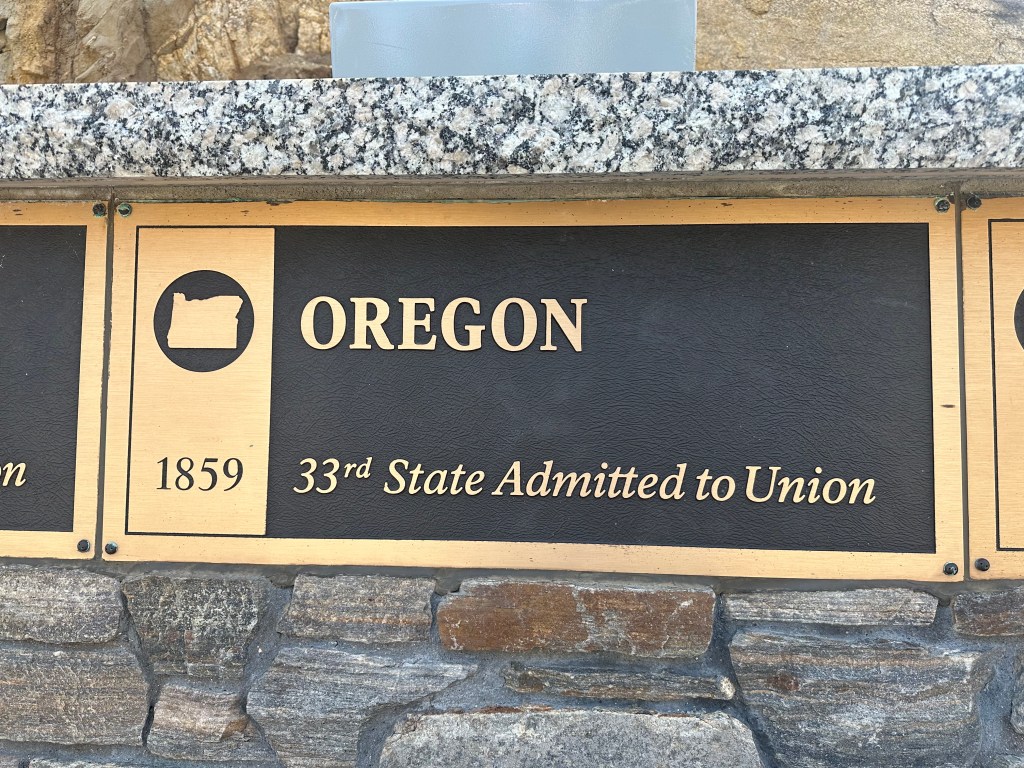 OREGON
1859
33rd State Admitted to Union